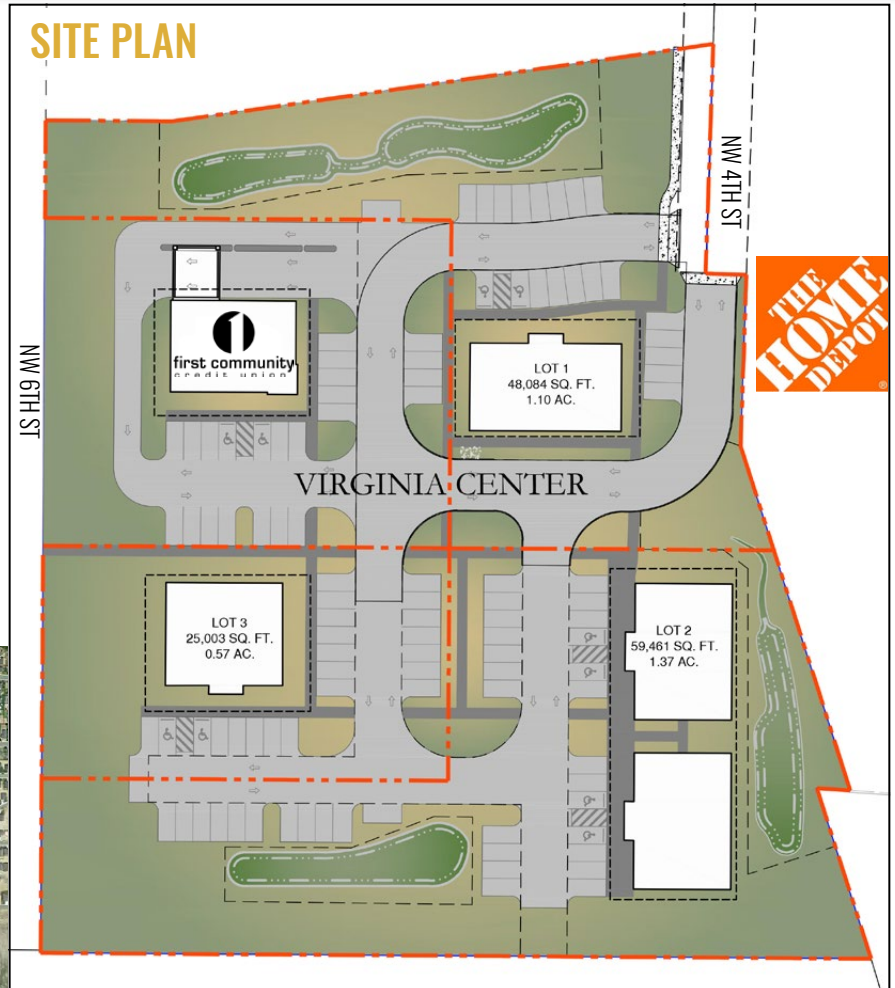 SITE PLAN
NW 4TH ST
THE
HOME
DEPOT
®
NW 6TH ST
1
first community
credit union
LOT 1
48,084 SQ. FT.
1.10 AC.
VIRGINIA CENTER
LOT 3
25,003 SQ. FT.
0.57 AC.
LOT 2
59,461 SQ. FT.
1.37 AC.